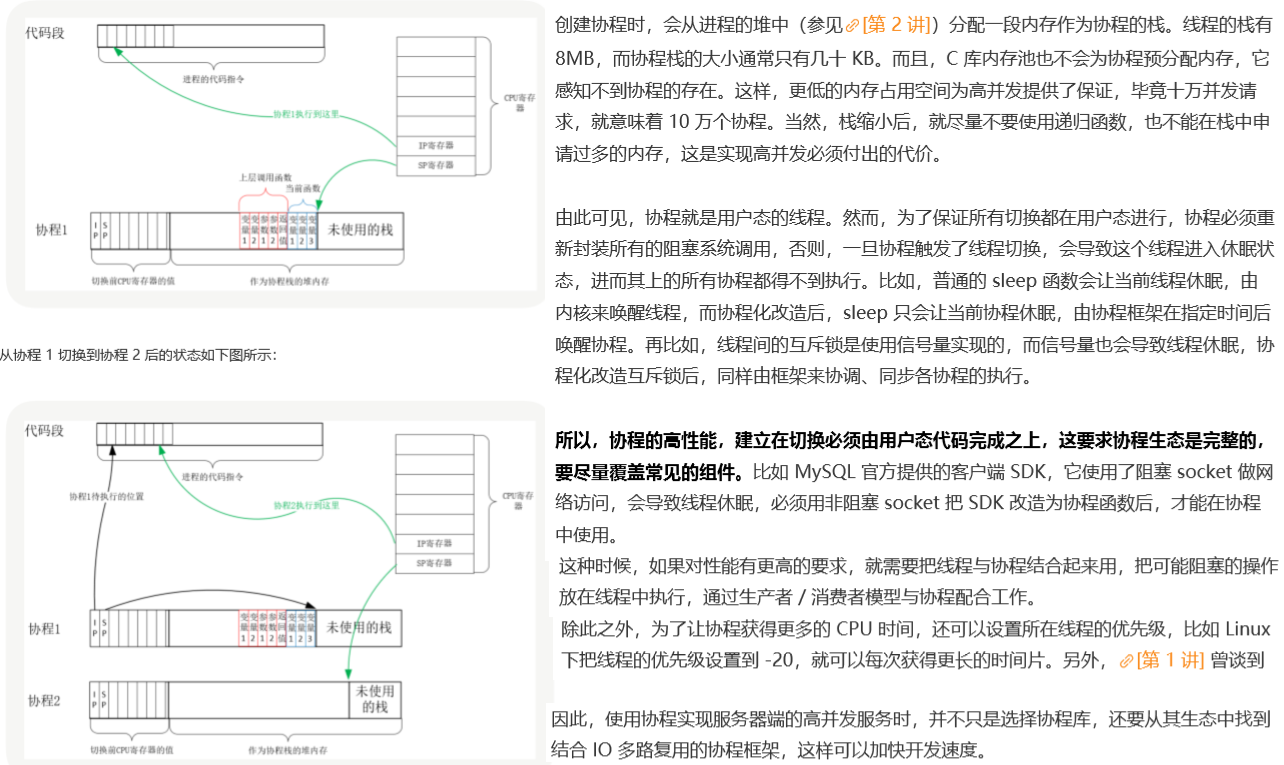 代码段
进程的代码指令
CPU寄存
器
协程1执行到这里
IP寄存器
SP寄存器
上层调用函数
当前函数
协程1
I
P
S
P
变量1
变量2
参数1
参数2
返回值
变量1
变量2
变量3
未使用的栈
切换前CPU寄存器的值
作为协程栈的堆内存
从协程 1 切换到协程 2 后的状态如下图所示：
代码段
进程的代码指令
CPU寄存
器
协程1待执行的位置
协程2执行到这里
IP寄存器
SP寄存器
协程1
I
P
S
P
变量1
变量2
参数1
参数2
返回值
变量1
变量2
变量3
未使用的栈
协程2
I
P
S
P
未使用
的栈
切换前CPU寄存器的值
作为协程栈的堆内存
创建协程时，会从进程的堆中（参见[第 2 讲]）分配一段内存作为协程的栈。线程的栈有
8MB，而协程栈的大小通常只有几十 KB。而且，C 库内存池也不会为协程预分配内存，它
感知不到协程的存在。这样，更低的内存占用空间为高并发提供了保证，毕竟十万并发请
求，就意味着 10 万个协程。当然，栈缩小后，就尽量不要使用递归函数，也不能在栈中申
请过多的内存，这是实现高并发必须付出的代价。
由此可见，协程就是用户态的线程。然而，为了保证所有切换都在用户态进行，协程必须重
新封装所有的阻塞系统调用，否则，一旦协程触发了线程切换，会导致这个线程进入休眠状
态，进而其上的所有协程都得不到执行。比如，普通的 sleep 函数会让当前线程休眠，由
内核来唤醒线程，而协程化改造后，sleep 只会让当前协程休眠，由协程框架在指定时间后
唤醒协程。再比如，线程间的互斥锁是使用信号量实现的，而信号量也会导致线程休眠，协
程化改造互斥锁后，同样由框架来协调、同步各协程的执行。
所以，协程的高性能，建立在切换必须由用户态代码完成之上，这要求协程生态是完整的，
要尽量覆盖常见的组件。比如 MySQL 官方提供的客户端 SDK，它使用了阻塞 socket 做网
络访问，会导致线程休眠，必须用非阻塞 socket 把 SDK 改造为协程函数后，才能在协程
中使用。
这种时候，如果对性能有更高的要求，就需要把线程与协程结合起来用，把可能阻塞的操作
放在线程中执行，通过生产者 / 消费者模型与协程配合工作。
除此之外，为了让协程获得更多的 CPU 时间，还可以设置所在线程的优先级，比如 Linux
下把线程的优先级设置到 -20，就可以每次获得更长的时间片。另外，[第 1 讲] 曾谈到
因此，使用协程实现服务器端的高并发服务时，并不只是选择协程库，还要从其生态中找到
结合 IO 多路复用的协程框架，这样可以加快开发速度。